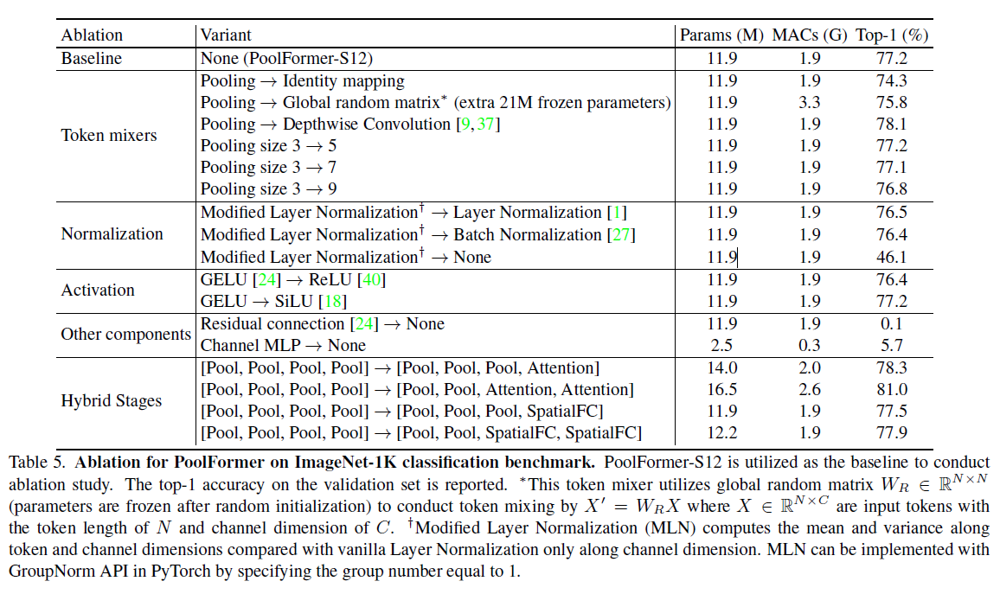 Ablation Variant Params (M) MACs (G) Top-1 (%)
Baseline None (PoolFormer-S12) 11.9 1.9 77.2
Token mixers
Pooling → Identity mapping 11.9 1.9 74.3
Pooling → Global random matrix* (extra 21M frozen parameters) 11.9 3.3 75.8
Pooling → Depthwise Convolution [9,37] 11.9 1.9 78.1
Pooling size 3 → 5 11.9 1.9 77.2
Pooling size 3 → 7 11.9 1.9 77.1
Pooling size 3 → 9 11.9 1.9 76.8
Normalization
Modified Layer Normalization† → Layer Normalization [1] 11.9 1.9 76.5
Modified Layer Normalization† → Batch Normalization [27] 11.9 1.9 76.4
Modified Layer Normalization† → None 11.9 1.9 46.1
Activation
GELU [24] → ReLU [40] 11.9 1.9 76.4
GELU → SiLU [18] 11.9 1.9 77.2
Other components
Residual connection [24] → None 11.9 1.9 0.1
Channel MLP → None 2.5 0.3 5.7
Hybrid Stages
[Pool, Pool, Pool, Pool] → [Pool, Pool, Pool, Attention] 14.0 2.0 78.3
[Pool, Pool, Pool, Pool] → [Pool, Pool, Attention, Attention] 16.5 2.6 81.0
[Pool, Pool, Pool, Pool] → [Pool, Pool, Pool, SpatialFC] 11.9 1.9 77.5
[Pool, Pool, Pool, Pool] → [Pool, Pool, SpatialFC, SpatialFC] 12.2 1.9 77.9
Table 5. Ablation for PoolFormer on ImageNet-1K classification benchmark. PoolFormer-S12 is utilized as the baseline to conduct
ablation study. The top-1 accuracy on the validation set is reported. *This token mixer utilizes global random matrix W_R ∈ ℝ^{N×N}
(parameters are frozen after random initialization) to conduct token mixing by X′ = W_R X where X ∈ ℝ^{N×C} are input tokens with
the token length of N and channel dimension of C. †Modified Layer Normalization (MLN) computes the mean and variance along
token and channel dimensions compared with vanilla Layer Normalization only along channel dimension. MLN can be implemented with
GroupNorm API in PyTorch by specifying the group number equal to 1.